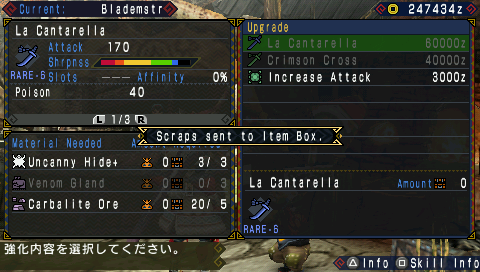 Current: Blademstr
247434z
La Cantarella
Attack 170
Shrpnss
RARE-6 Slots --- Affinity 0%
Poison 40
L 1/3 R
Upgrade
La Cantarella 60000z
Crimson Cross 40000z
Increase Attack 3000z
Scraps sent to Item Box.
Material Needed
Uncanny Hide+ 0 3/ 3
Venom Gland 0 0/ 3
Carbalite Ore 0 20/ 5
La Cantarella Amount 0
RARE-6
強化内容を選択してください。
Info Skill Info